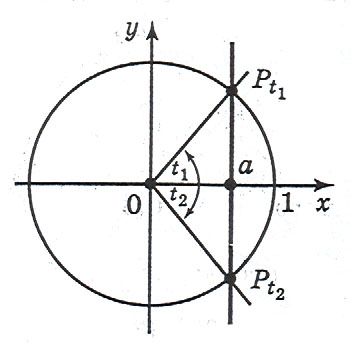 y
P_{t_1}
t_1
a
t_2
0
1
x
P_{t_2}